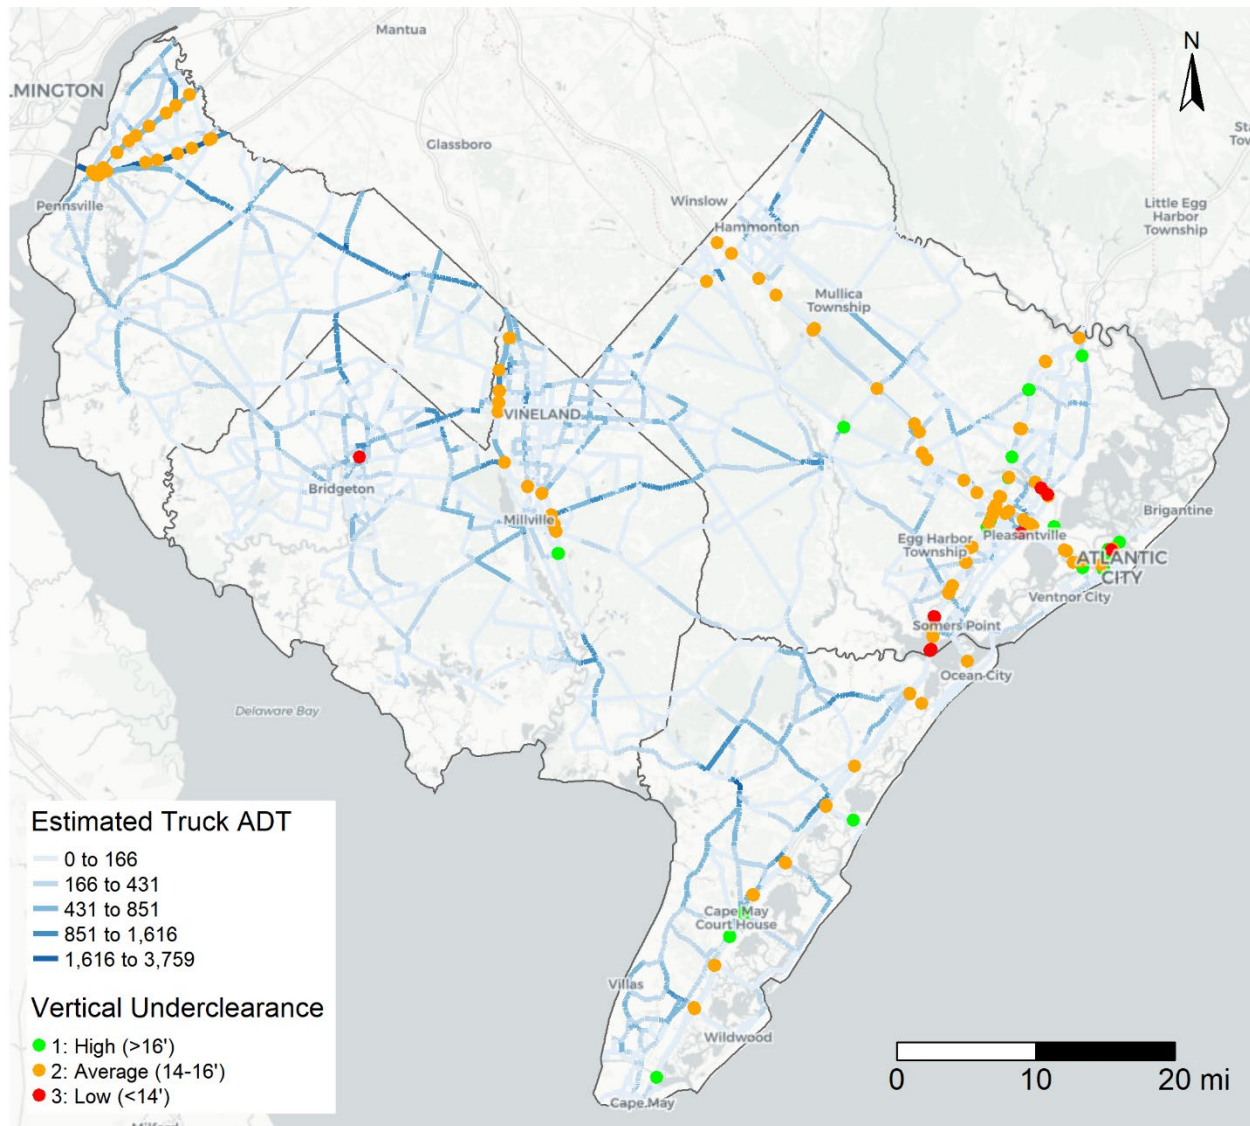 Mantua
N
LMINGTON
Glassboro
Pennsville
Winslow
Hammonton
Little Egg
Harbor
Township
Mullica
Township
VINELAND
Bridgeton
Millville
Brigantine
Egg Harbor
Township
Pleasantville
ATLANTIC
CITY
Ventnor City
Somers Point
Ocean City
Delaware Bay
Cape May
Court House
Villas
Wildwood
Cape May
Estimated Truck ADT
0 to 166
166 to 431
431 to 851
851 to 1,616
1,616 to 3,759
Vertical Underclearance
1: High (>16')
2: Average (14-16')
3: Low (<14')
0 10 20 mi